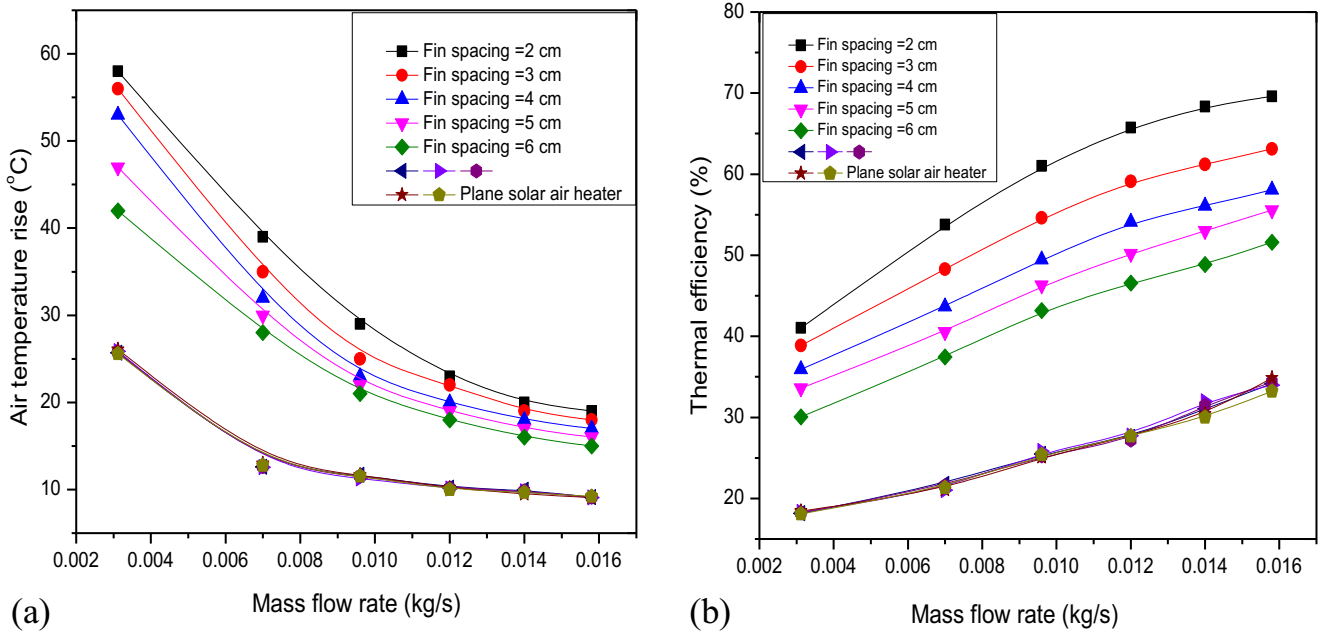 60
50
40
30
20
10
Air temperature rise (°C)
Fin spacing =2 cm
Fin spacing =3 cm
Fin spacing =4 cm
Fin spacing =5 cm
Fin spacing =6 cm
Plane solar air heater
0.002 0.004 0.006 0.008 0.010 0.012 0.014 0.016
Mass flow rate (kg/s)
(a)
80
70
60
50
40
30
20
Thermal efficiency (%)
Fin spacing =2 cm
Fin spacing =3 cm
Fin spacing =4 cm
Fin spacing =5 cm
Fin spacing =6 cm
Plane solar air heater
0.002 0.004 0.006 0.008 0.010 0.012 0.014 0.016
Mass flow rate (kg/s)
(b)